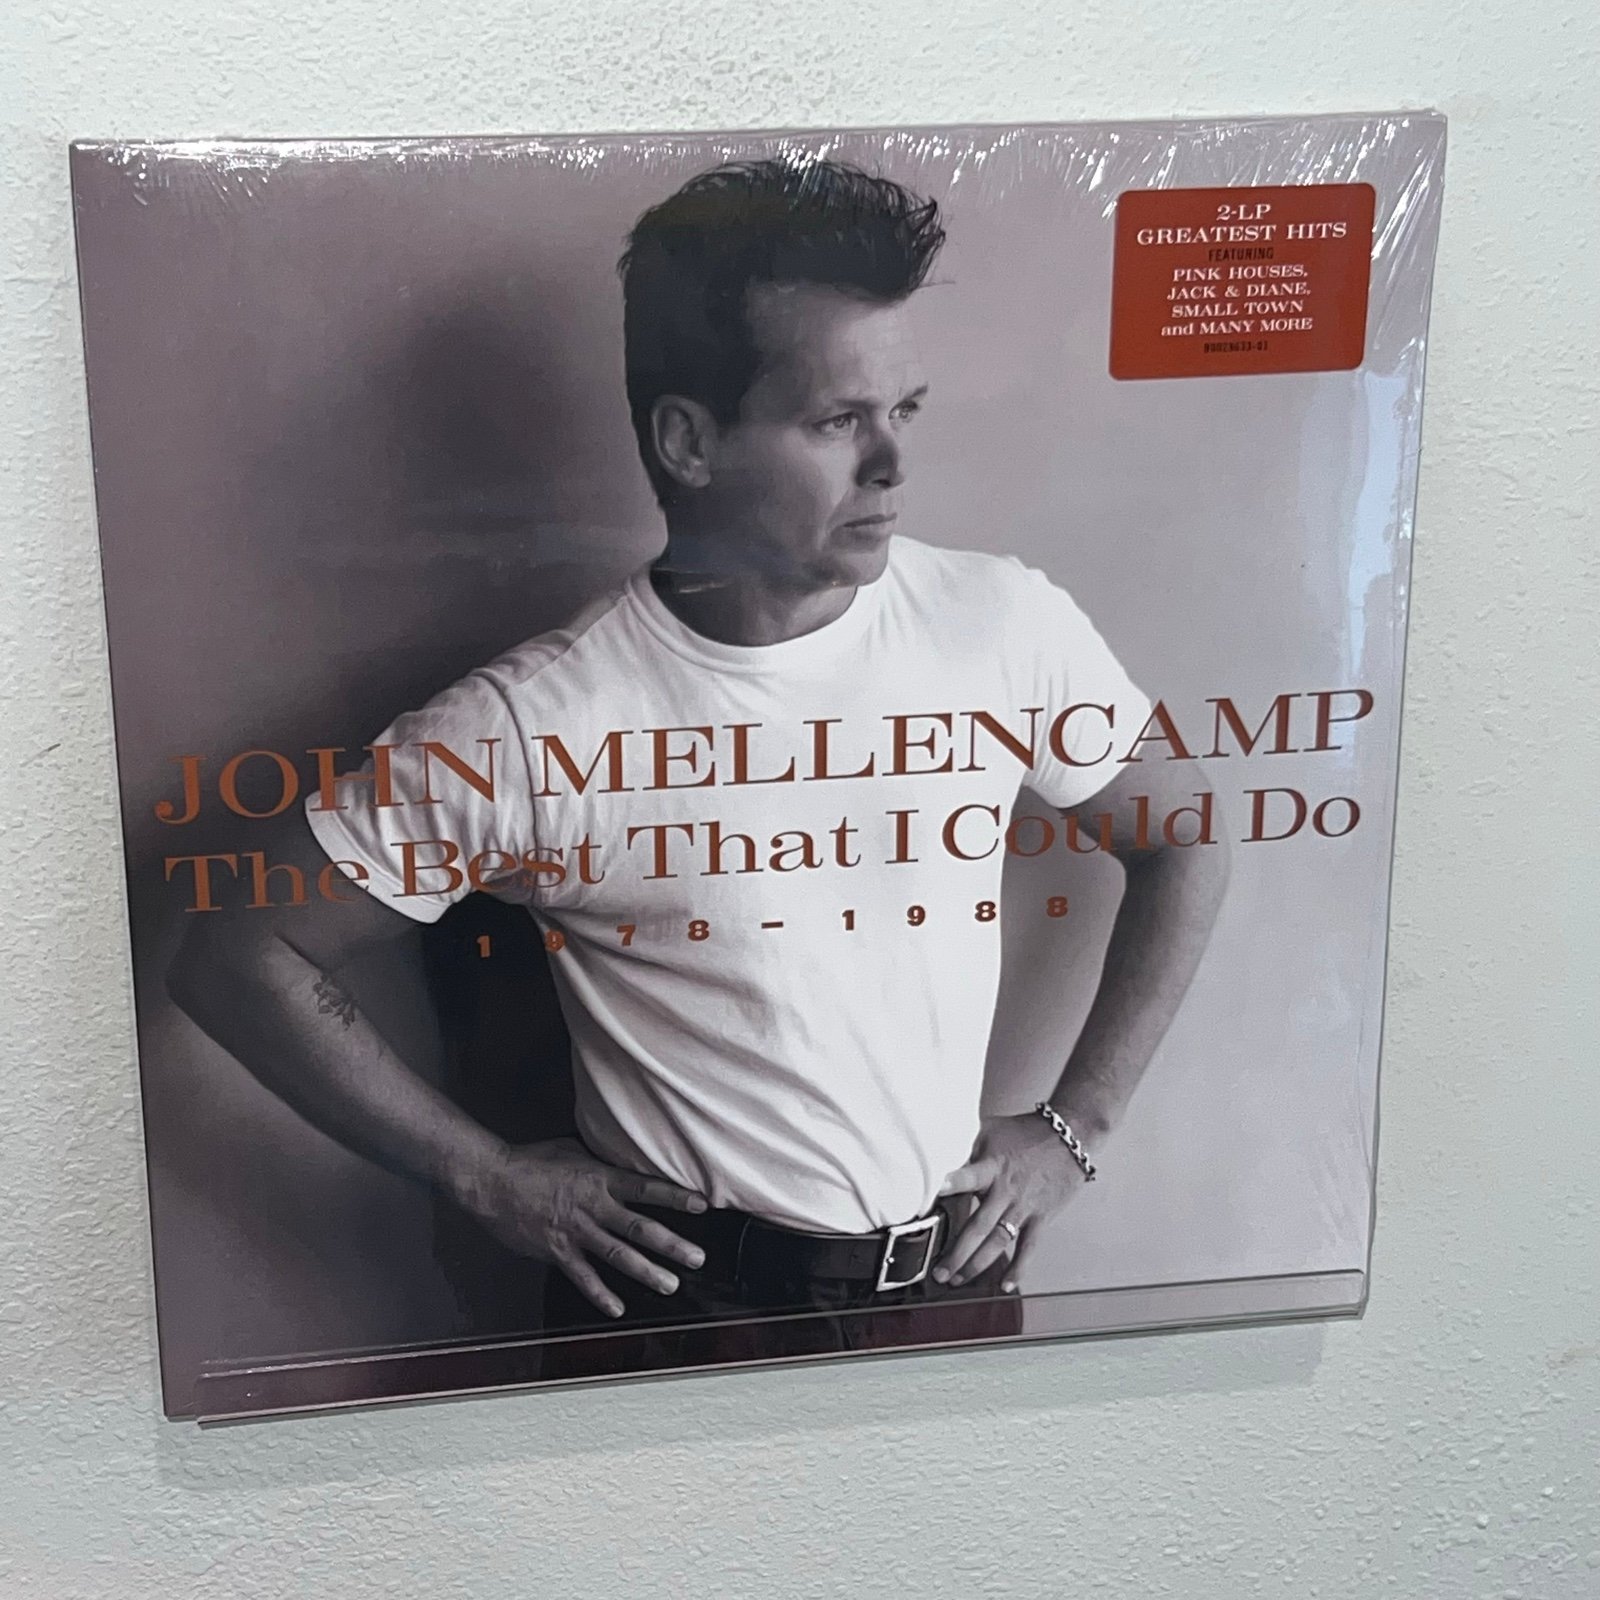 2-LP
GREATEST HITS
FEATURING
PINK HOUSES,
JACK & DIANE,
SMALL TOWN
and MANY MORE
JOHN MELLENCAMP
The Best That I Could Do
1978-1988